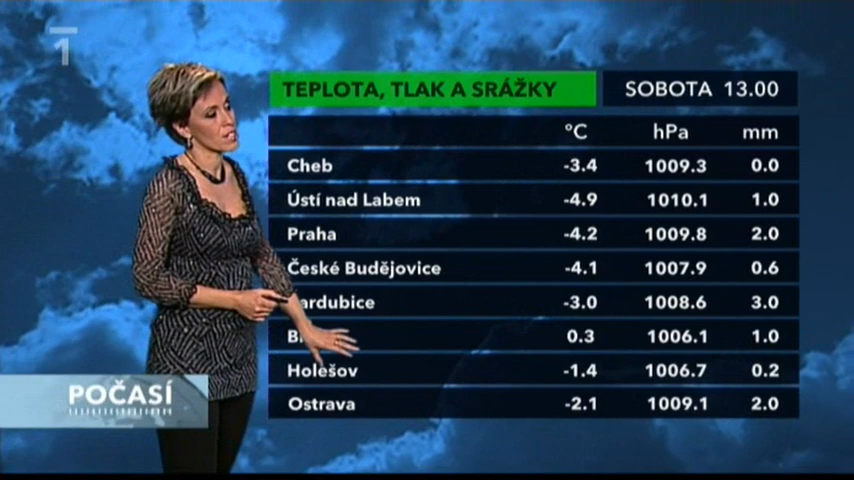 1
TEPLOTA, TLAK A SRÁŽKY SOBOTA 13.00
°C hPa mm
Cheb -3.4 1009.3 0.0
Ústí nad Labem -4.9 1010.1 1.0
Praha -4.2 1009.8 2.0
České Budějovice -4.1 1007.9 0.6
ardubice -3.0 1008.6 3.0
B 0.3 1006.1 1.0
Holešov -1.4 1006.7 0.2
Ostrava -2.1 1009.1 2.0
POČASÍ